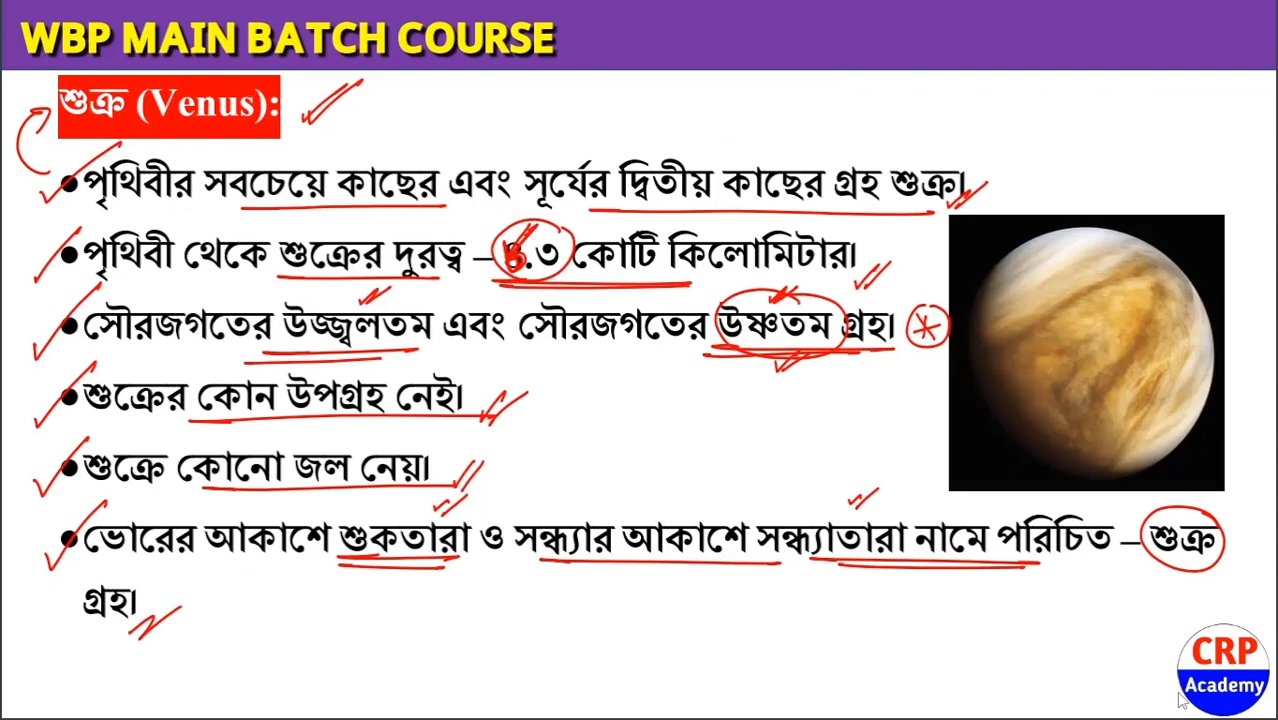 WBP MAIN BATCH COURSE
শুক্র (Venus):
●পৃথিবীর সবচেয়ে কাছের এবং সূর্যের দ্বিতীয় কাছের গ্রহ শুক্র।
●পৃথিবী থেকে শুক্রের দুরত্ব – .৩ কোটি কিলোমিটার।
●সৌরজগতের উজ্জ্বলতম এবং সৌরজগতের উষ্ণতম গ্রহ।
●শুক্রের কোন উপগ্রহ নেই।
●শুক্রে কোনো জল নেয়।
●ভোরের আকাশে শুকতারা ও সন্ধ্যার আকাশে সন্ধ্যাতারা নামে পরিচিত – শুক্র
গ্রহ।
CRP
Academy